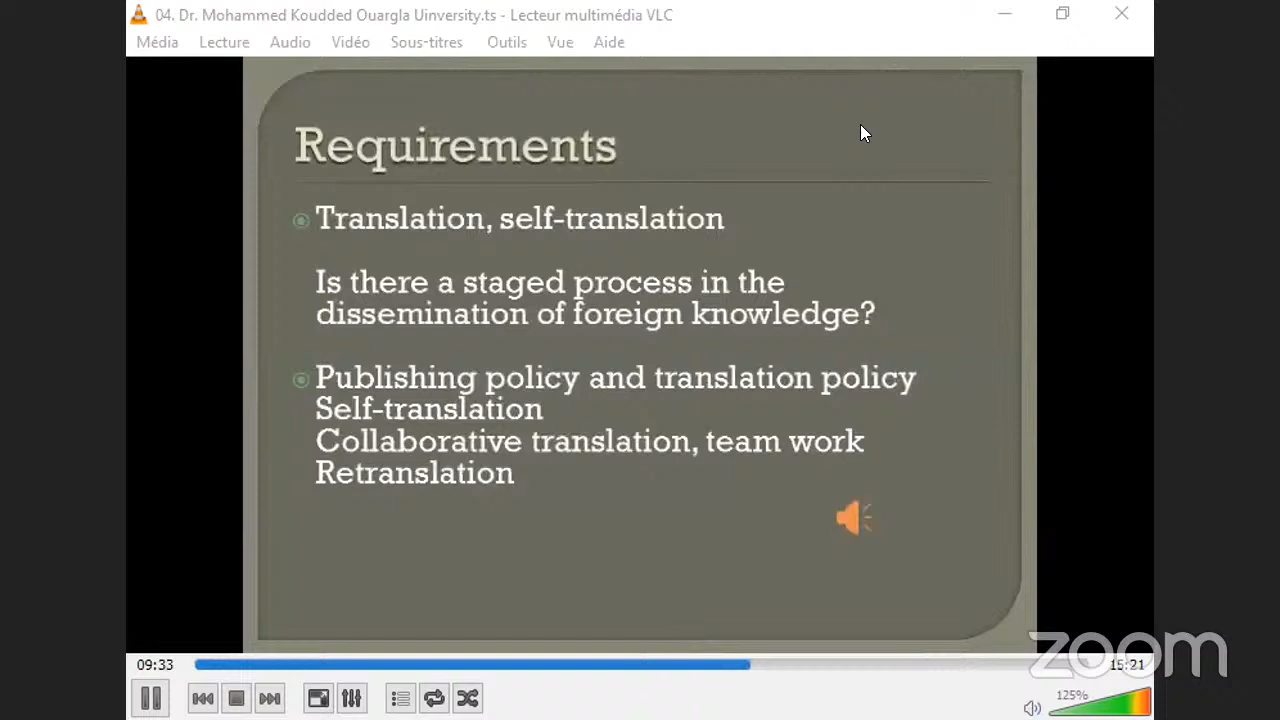 04. Dr. Mohammed Koudded Ouargla Uinversity.ts - Lecteur multimédia VLC
Média Lecture Audio Vidéo Sous-titres Outils Vue Aide
Requirements
Translation, self-translation
Is there a staged process in the
dissemination of foreign knowledge?
Publishing policy and translation policy
Self-translation
Collaborative translation, team work
Retranslation
zoom
09:33 15:21
125%